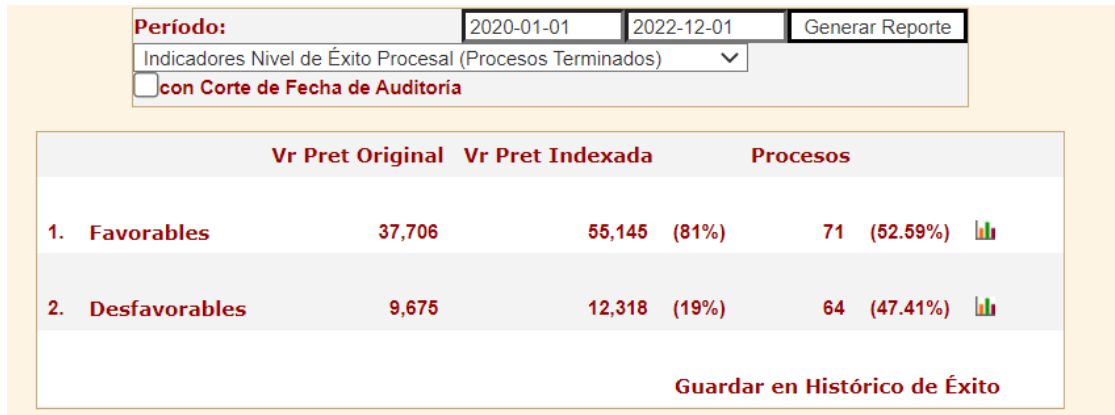 Período: 2020-01-01 2022-12-01 Generar Reporte
Indicadores Nivel de Éxito Procesal (Procesos Terminados)
con Corte de Fecha de Auditoría
Vr Pret Original Vr Pret Indexada Procesos
1. Favorables 37,706 55,145 (81%) 71 (52.59%)
2. Desfavorables 9,675 12,318 (19%) 64 (47.41%)
Guardar en Histórico de Éxito